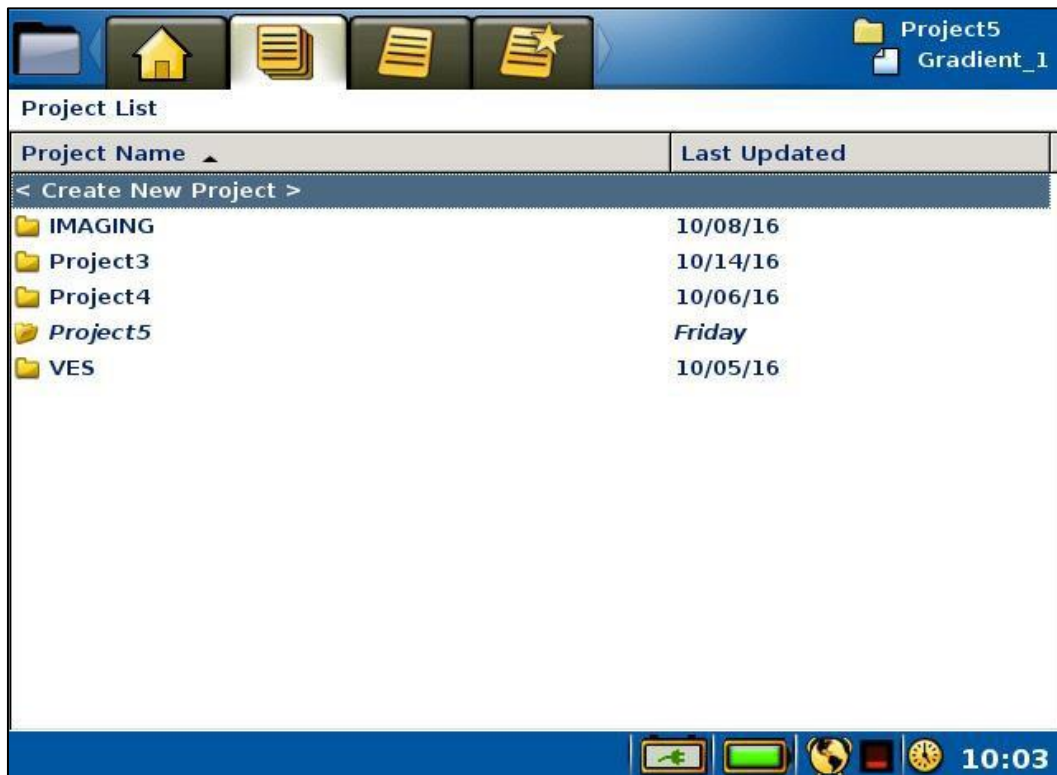 Project5
Gradient_1
Project List
Project Name Last Updated
< Create New Project >
IMAGING 10/08/16
Project3 10/14/16
Project4 10/06/16
Project5 Friday
VES 10/05/16
10:03